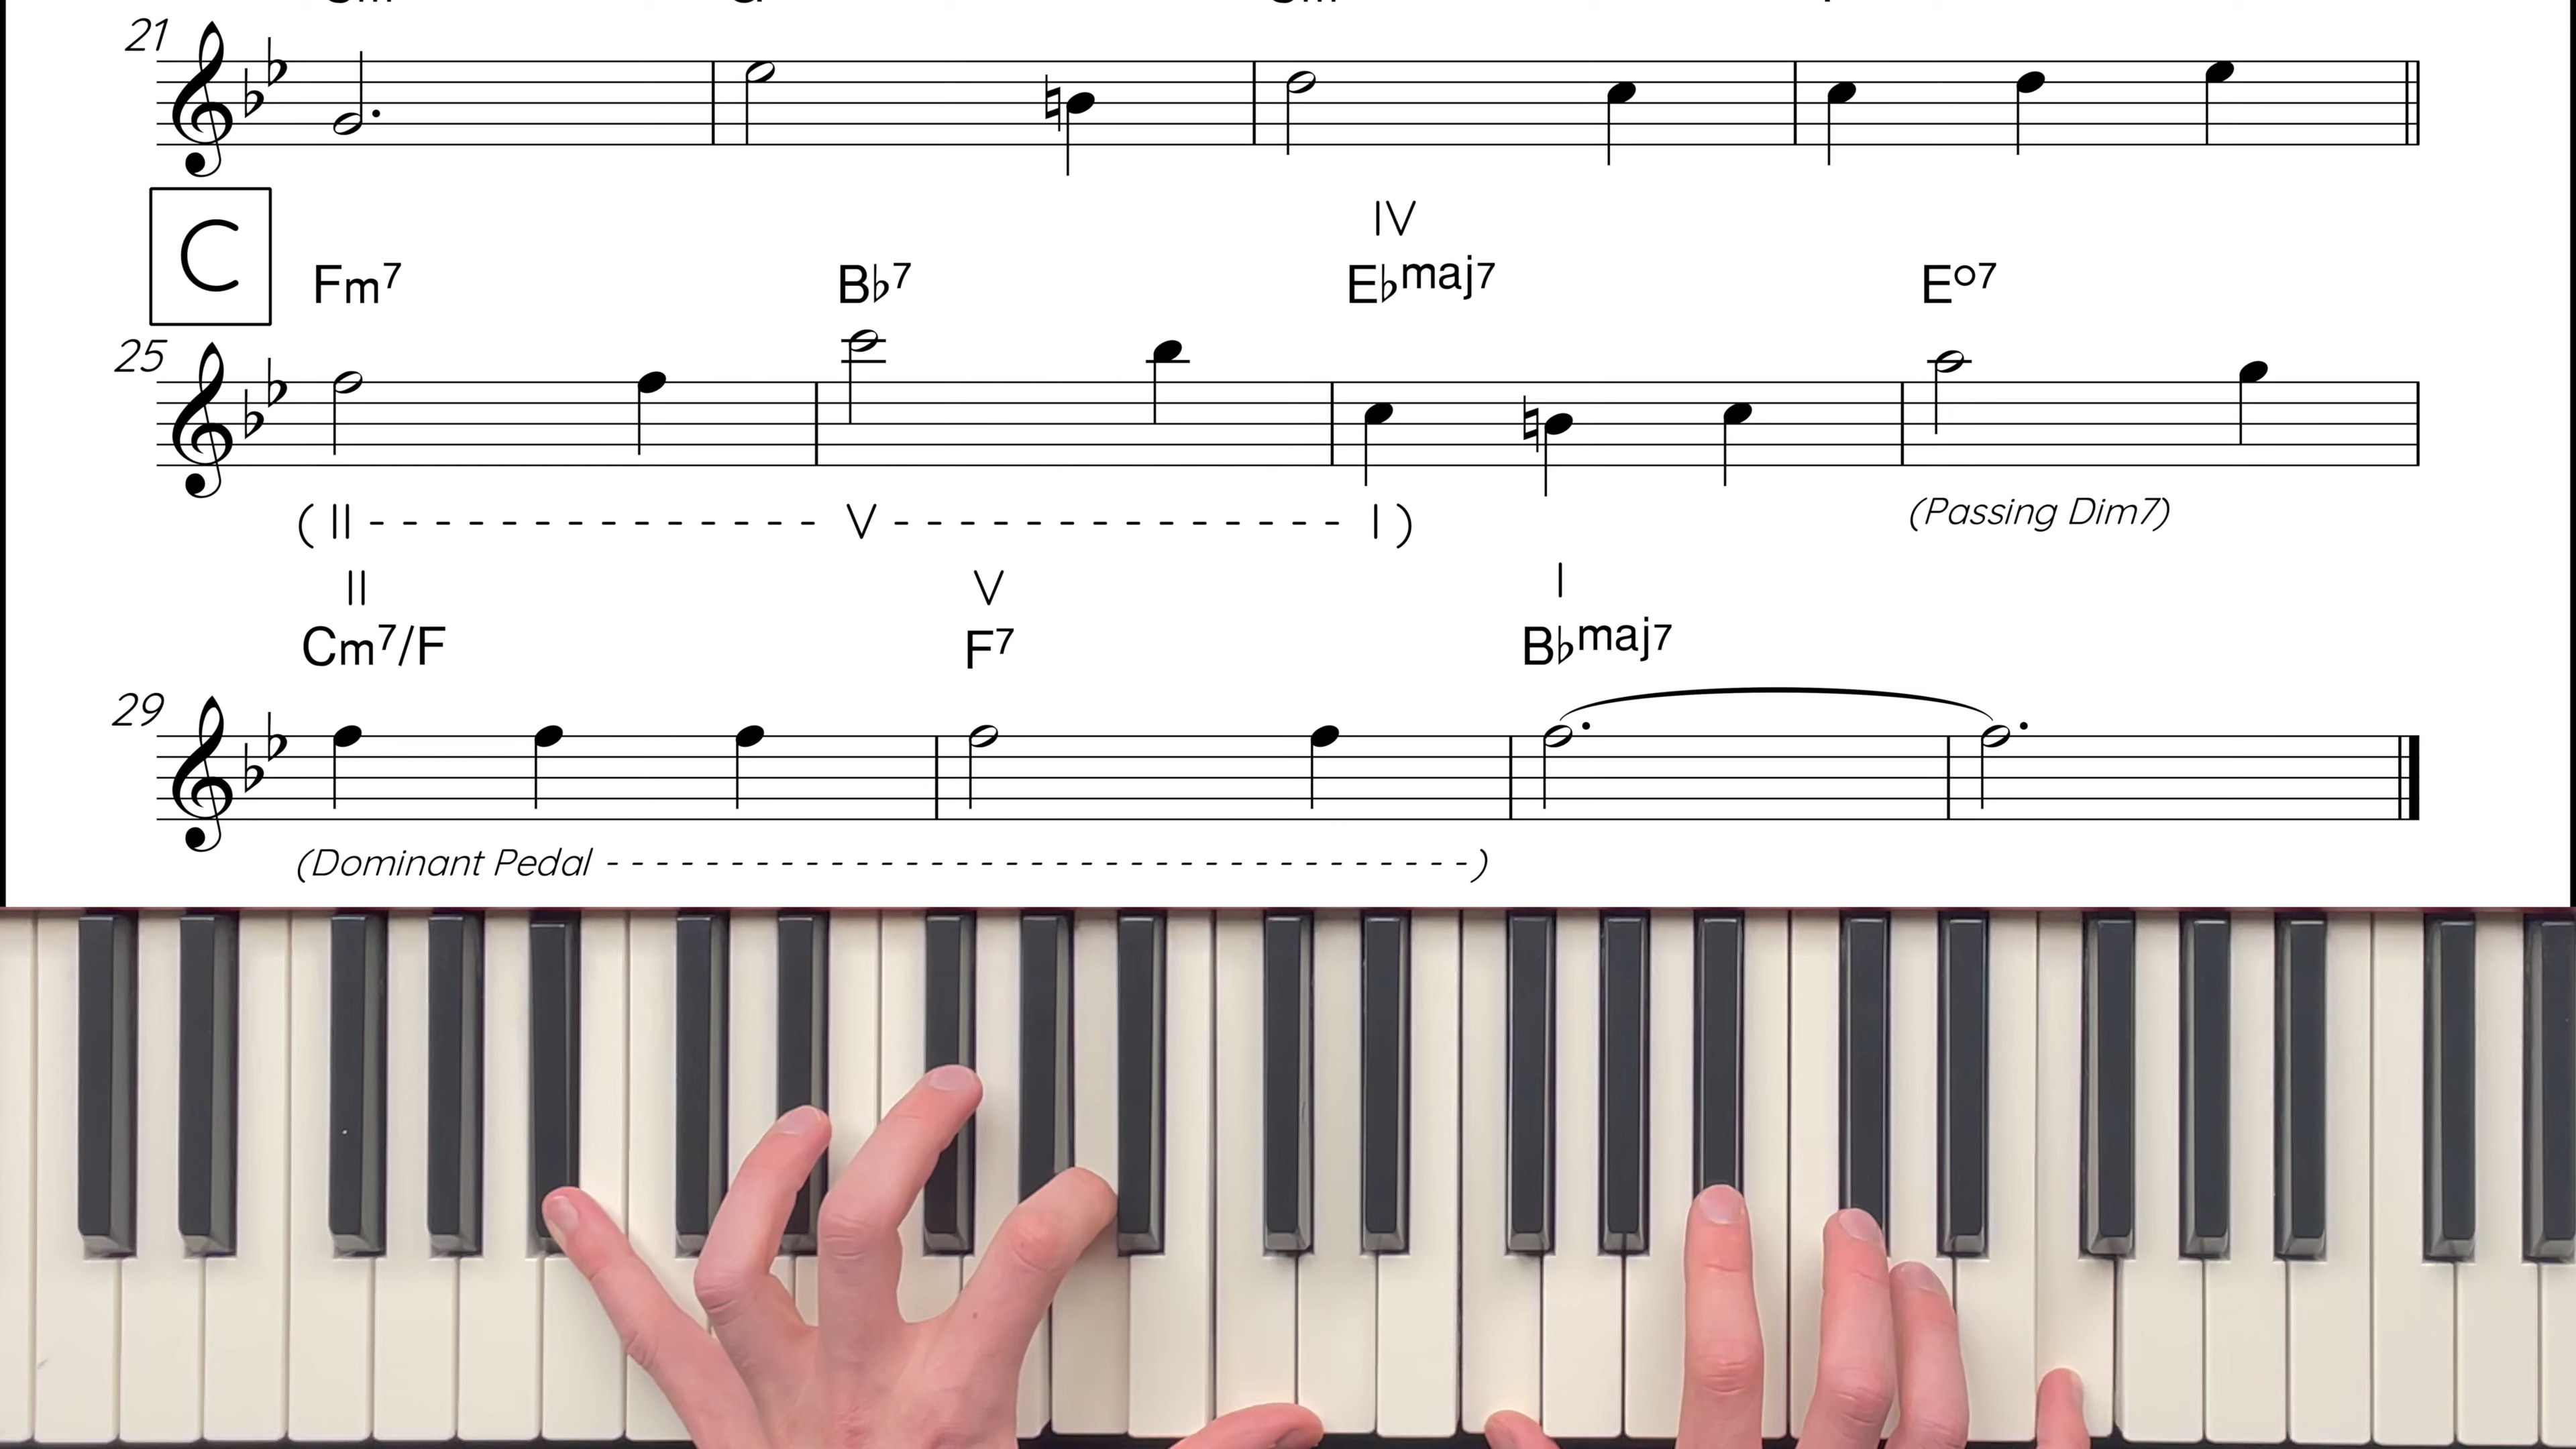 21
C
IV
Fm7 B♭7 E♭maj7 E°7
25
( II - - - - - - - - - - - - - - V - - - - - - - - - - - - - - I ) (Passing Dim7)
II V I
Cm7/F F7 B♭maj7
29
(Dominant Pedal - - - - - - - - - - - - - - - - - - - - - - - - - - - - - - - - )